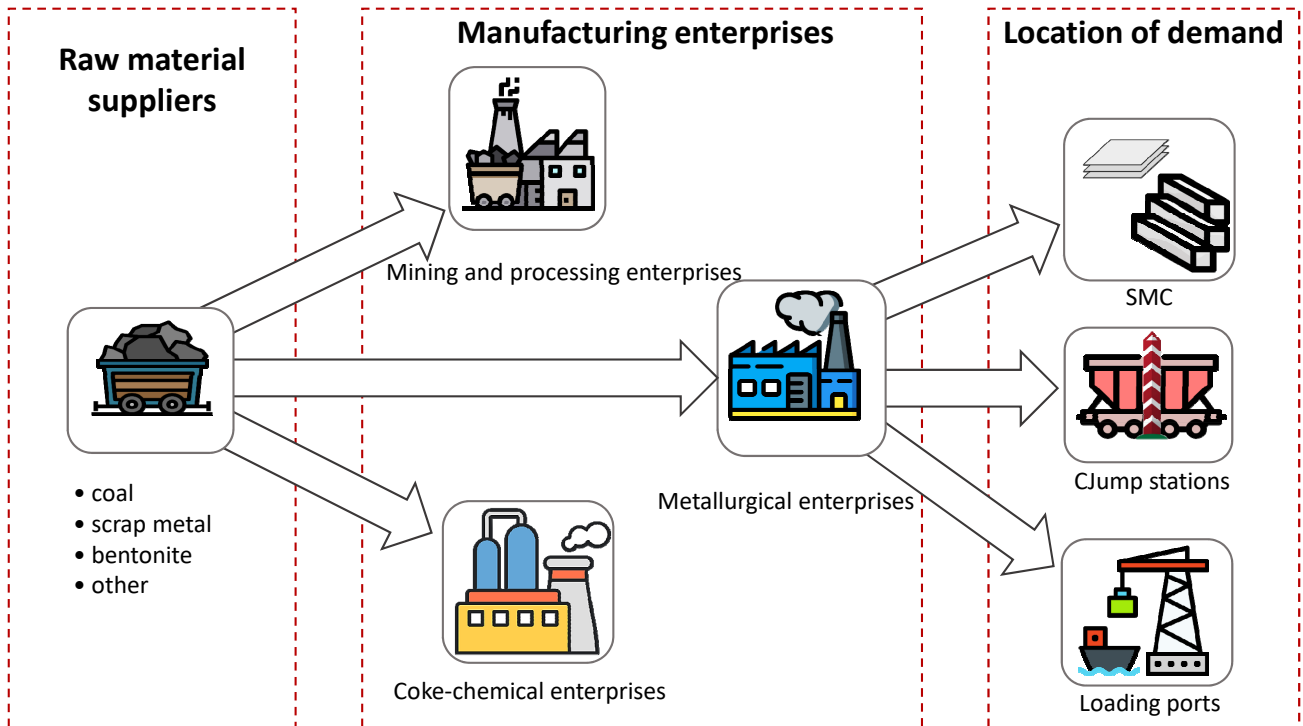 Raw material
suppliers
• coal
• scrap metal
• bentonite
• other
Manufacturing enterprises
Mining and processing enterprises
Metallurgical enterprises
Coke-chemical enterprises
Location of demand
SMC
CJump stations
Loading ports